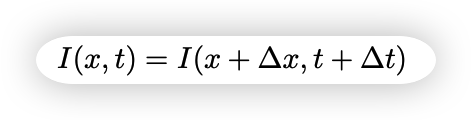 I(x, t) = I(x + Δx, t + Δt)